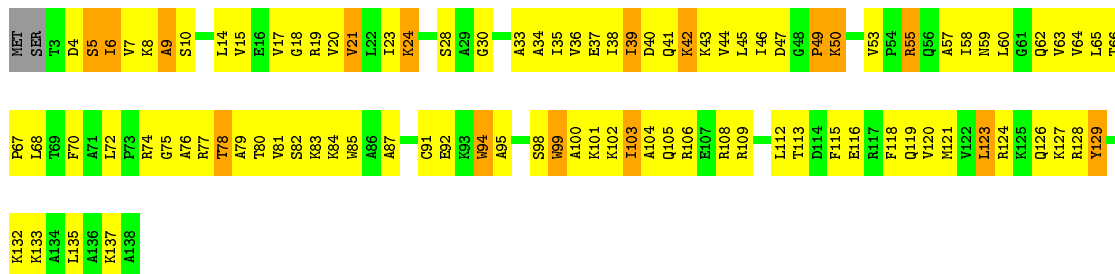 MET SER T3 D4 S5 I6 V7 K8 A9 S10 L14 V15 E16 V17 G18 R19 V20 V21 L22 I23 K24 S28 A29 G30 A33 A34 I35 V36 E37 I38 I39 D40 Q41 K42 K43 V44 L45 I46 D47 G48 P49 K50 V53 P54 R55 Q56 A57 I58 N59 L60 G61 Q62 V63 V64 L65 T66
P67 L68 T69 F70 A71 L72 P73 R74 G75 A76 R77 T78 A79 T80 V81 S82 K83 K84 W85 A86 A87 C91 E92 K93 W94 A95 S98 W99 A100 K101 K102 I103 A104 Q105 R106 E107 R108 R109 L112 T113 D114 F115 E116 R117 F118 Q119 V120 M121 V122 L123 R124 K125 Q126 K127 R128 Y129
K132 K133 A134 L135 A136 K137 A138